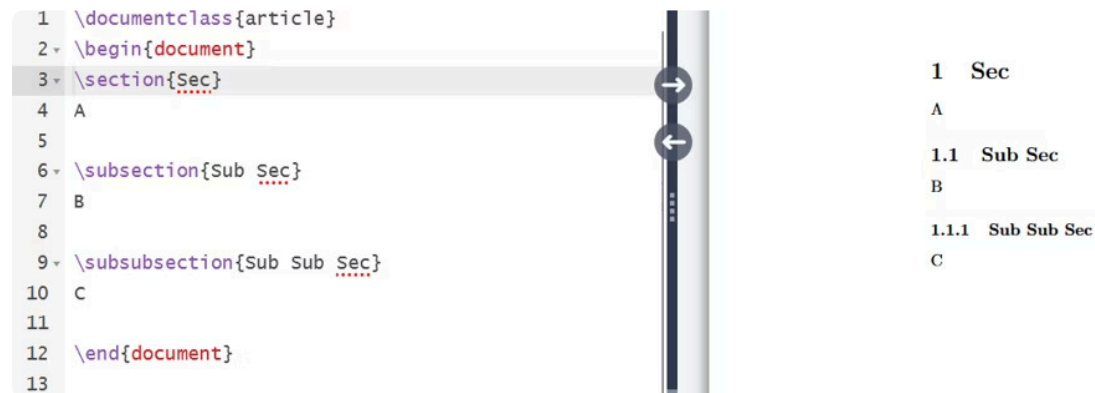 1 \documentclass{article}
2 \begin{document}
3 \section{Sec}
4 A
5
6 \subsection{Sub Sec}
7 B
8
9 \subsubsection{Sub Sub Sec}
10 C
11
12 \end{document}
13
1 Sec
A
1.1 Sub Sec
B
1.1.1 Sub Sub Sec
C